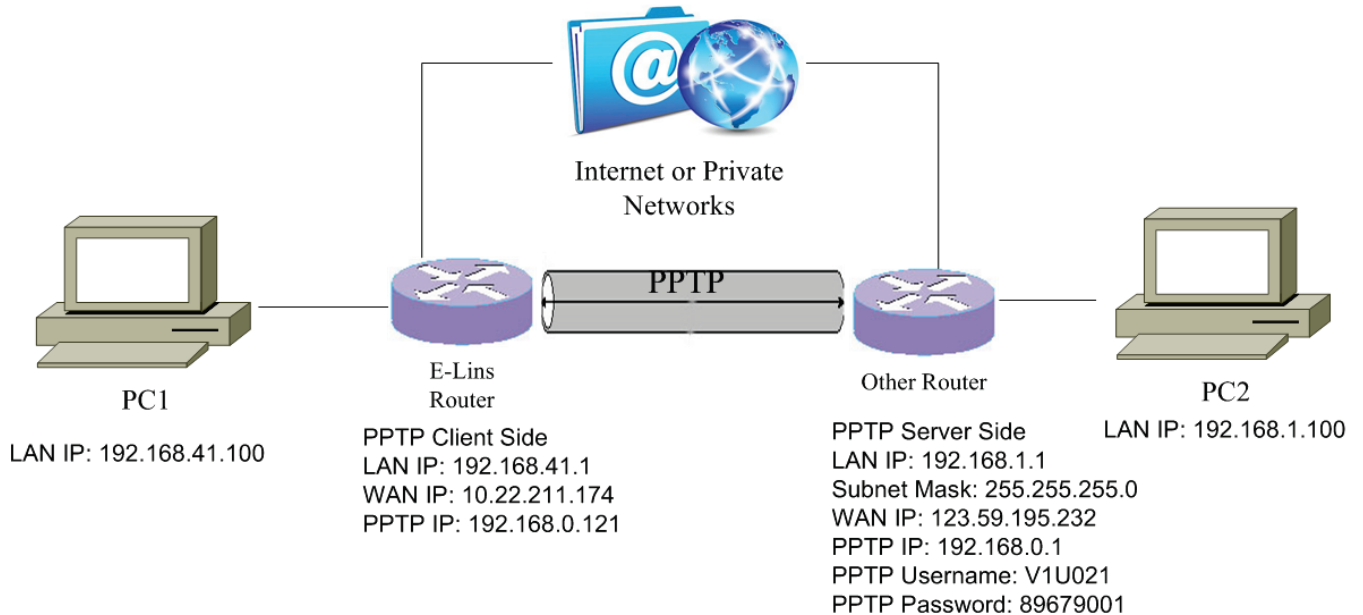 @
Internet or Private
Networks
PPTP
E-Lins
Router
Other Router
PC1
PC2
LAN IP: 192.168.41.100
PPTP Client Side
LAN IP: 192.168.41.1
WAN IP: 10.22.211.174
PPTP IP: 192.168.0.121
PPTP Server Side
LAN IP: 192.168.1.1
Subnet Mask: 255.255.255.0
WAN IP: 123.59.195.232
PPTP IP: 192.168.0.1
PPTP Username: V1U021
PPTP Password: 89679001
LAN IP: 192.168.1.100